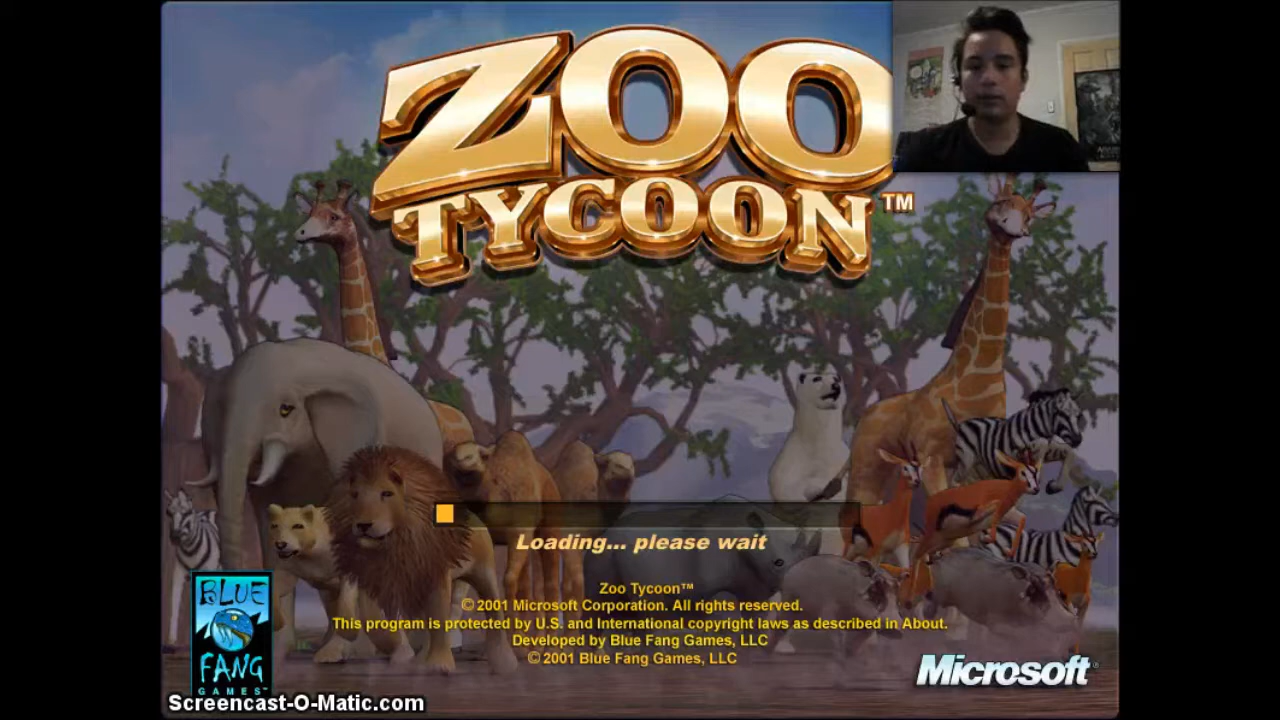 ZOO
TYCOON™
Loading... please wait
Zoo Tycoon™
© 2001 Microsoft Corporation. All rights reserved.
This program is protected by U.S. and International copyright laws as described in About.
Developed by Blue Fang Games, LLC
© 2001 Blue Fang Games, LLC
BLUE
FANG
GAMES™
Microsoft®
Screencast-O-Matic.com